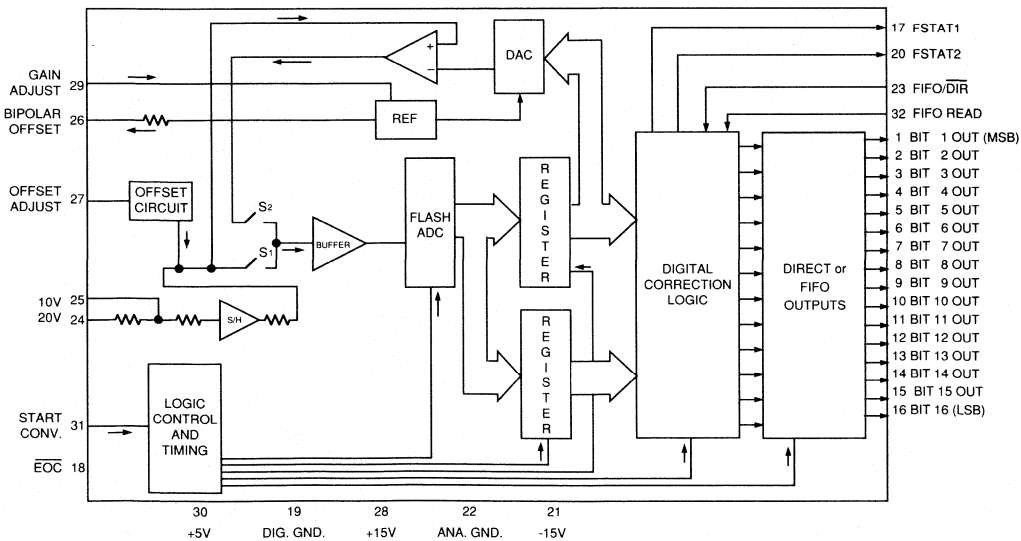 17 FSTAT1
20 FSTAT2
23 FIFO/DIR
32 FIFO READ
GAIN
ADJUST 29
BIPOLAR
OFFSET 26
OFFSET
ADJUST 27
10V 25
20V 24
START
CONV. 31
EOC 18
+
−
DAC
REF
OFFSET
CIRCUIT
S2
S1
BUFFER
S/H
FLASH
ADC
REGISTER
REGISTER
LOGIC
CONTROL
AND
TIMING
DIGITAL
CORRECTION
LOGIC
DIRECT or
FIFO
OUTPUTS
1 BIT 1 OUT (MSB)
2 BIT 2 OUT
3 BIT 3 OUT
4 BIT 4 OUT
5 BIT 5 OUT
6 BIT 6 OUT
7 BIT 7 OUT
8 BIT 8 OUT
9 BIT 9 OUT
10 BIT 10 OUT
11 BIT 11 OUT
12 BIT 12 OUT
13 BIT 13 OUT
14 BIT 14 OUT
15 BIT 15 OUT
16 BIT 16 (LSB)
30 19 28 22 21
+5V DIG. GND. +15V ANA. GND. -15V